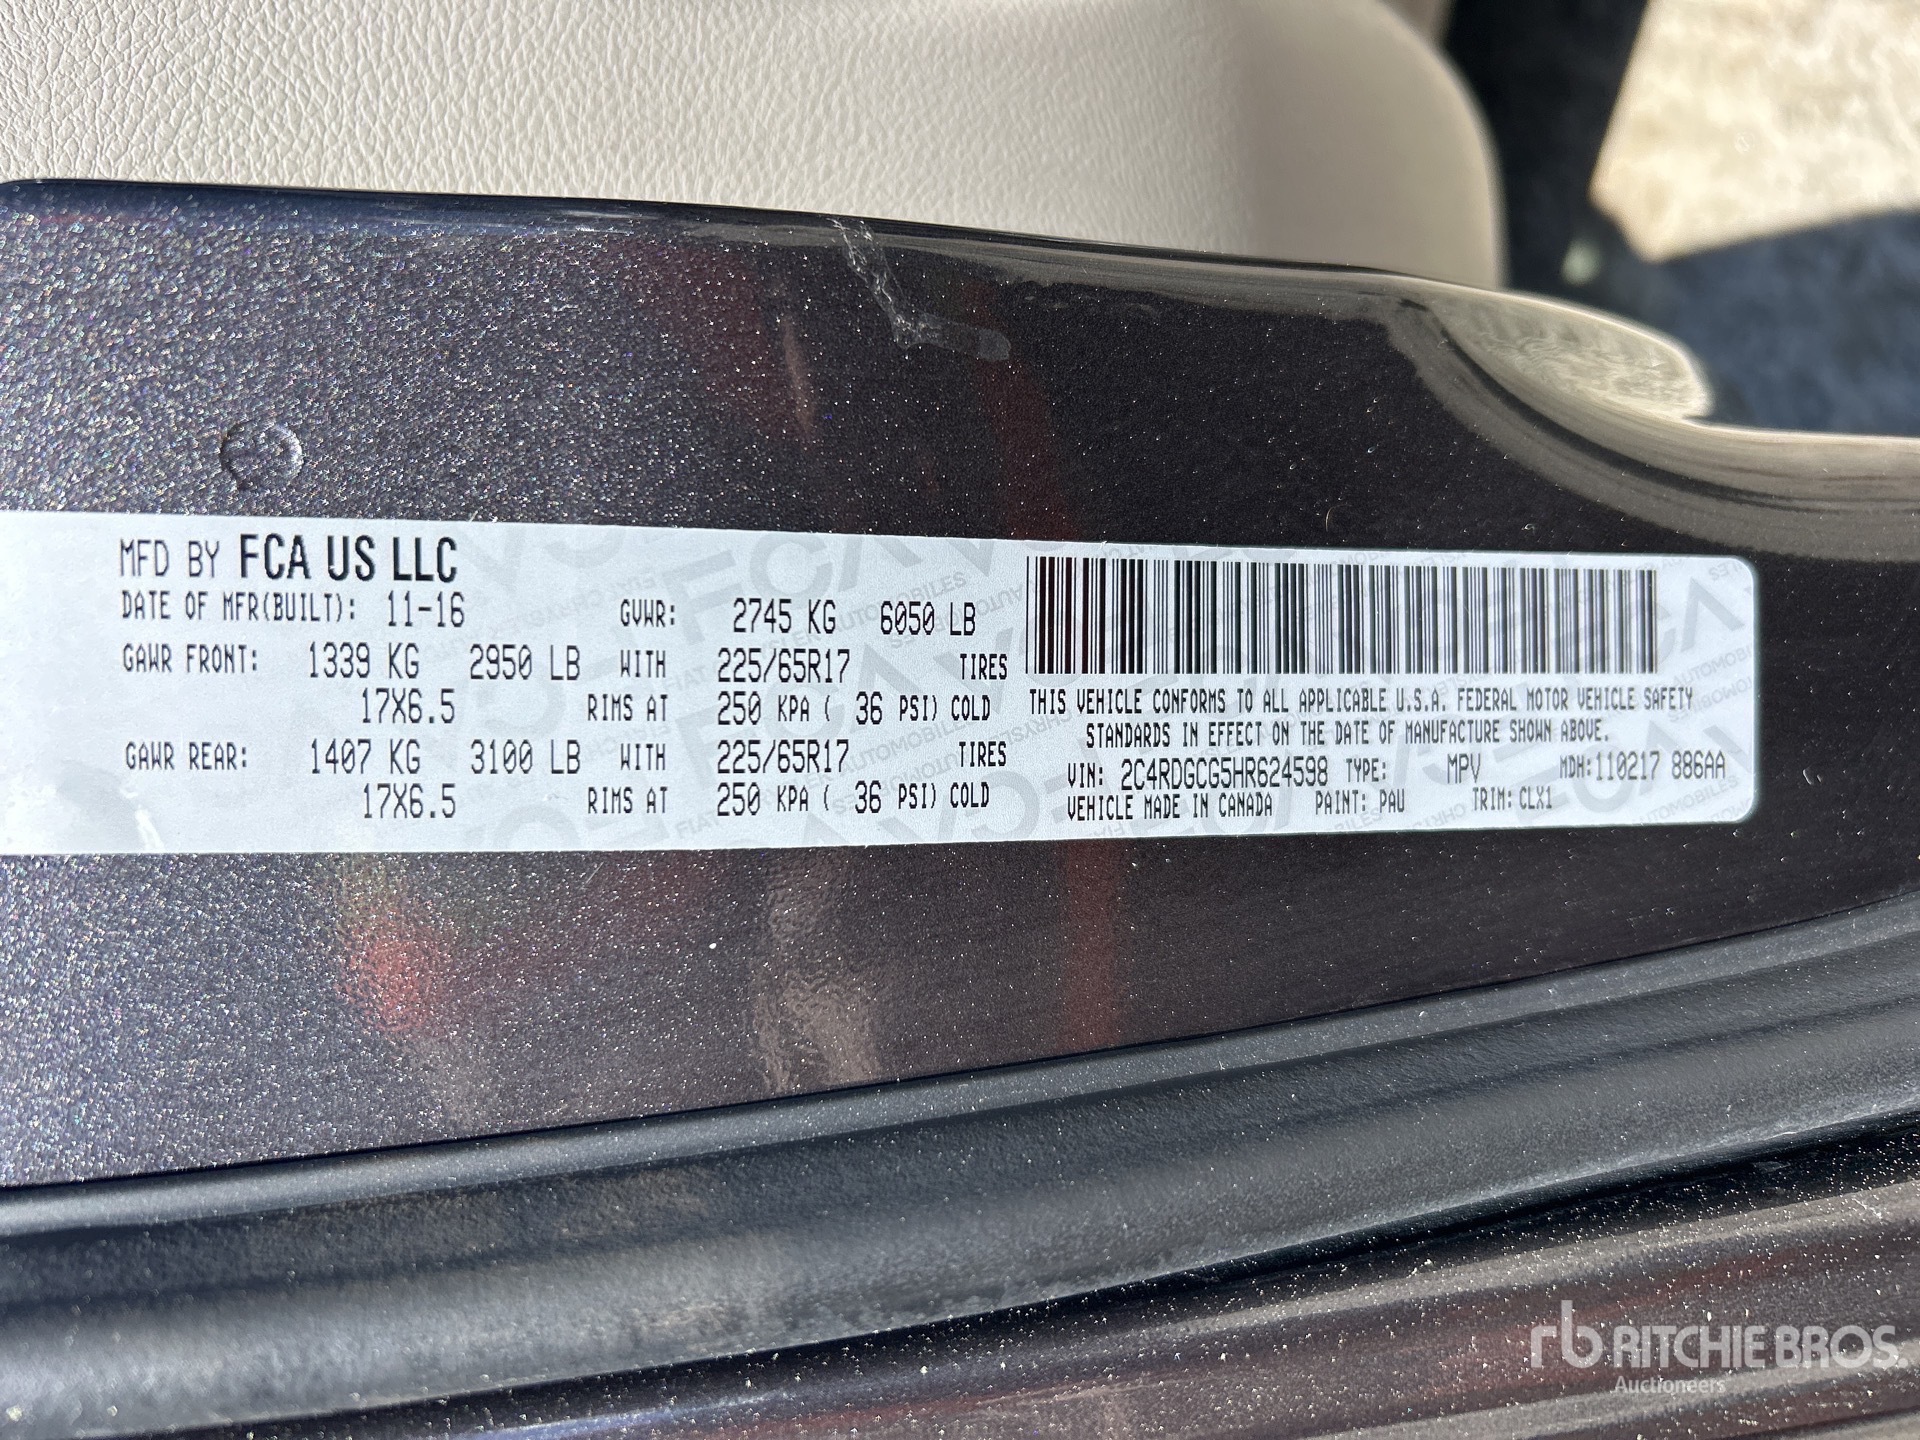 MFD BY FCA US LLC
DATE OF MFR(BUILT): 11-16 GVWR: 2745 KG 6050 LB
GAWR FRONT: 1339 KG 2950 LB WITH 225/65R17 TIRES
17X6.5 RIMS AT 250 KPA ( 36 PSI) COLD
GAWR REAR: 1407 KG 3100 LB WITH 225/65R17 TIRES
17X6.5 RIMS AT 250 KPA ( 36 PSI) COLD
THIS VEHICLE CONFORMS TO ALL APPLICABLE U.S.A. FEDERAL MOTOR VEHICLE SAFETY
STANDARDS IN EFFECT ON THE DATE OF MANUFACTURE SHOWN ABOVE.
VIN: 2C4RDGCG5HR624598 TYPE: MPV MDH:110217 886AA
VEHICLE MADE IN CANADA PAINT: PAU TRIM: CLX1
rb RITCHIE BROS.
Auctioneers